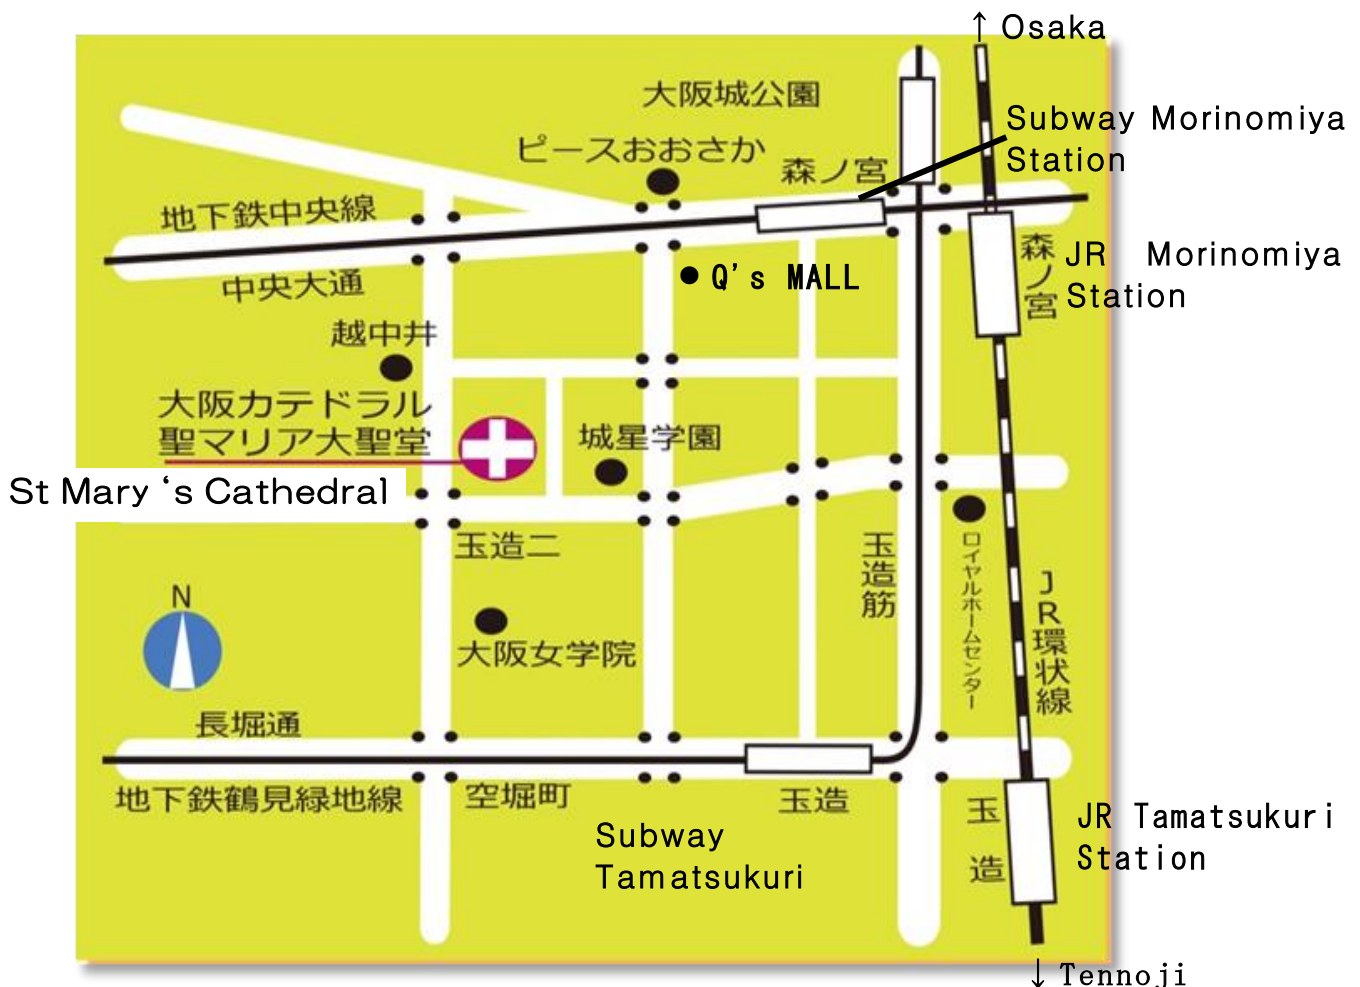 ↑ Osaka
大阪城公園
Subway Morinomiya
Station
ピースおおさか
森ノ宮
地下鉄中央線
中央大通
森ノ宮
JR Morinomiya
Station
● Q's MALL
越中井
大阪カテドラル
聖マリア大聖堂
城星学園
St Mary ‘s Cathedral
玉造二
玉造筋
ロイヤルホームセンター
JR環状線
N
大阪女学院
長堀通
地下鉄鶴見緑地線
空堀町
玉造
玉造
JR Tamatsukuri
Station
Subway
Tamatsukuri
↓ Tennoji